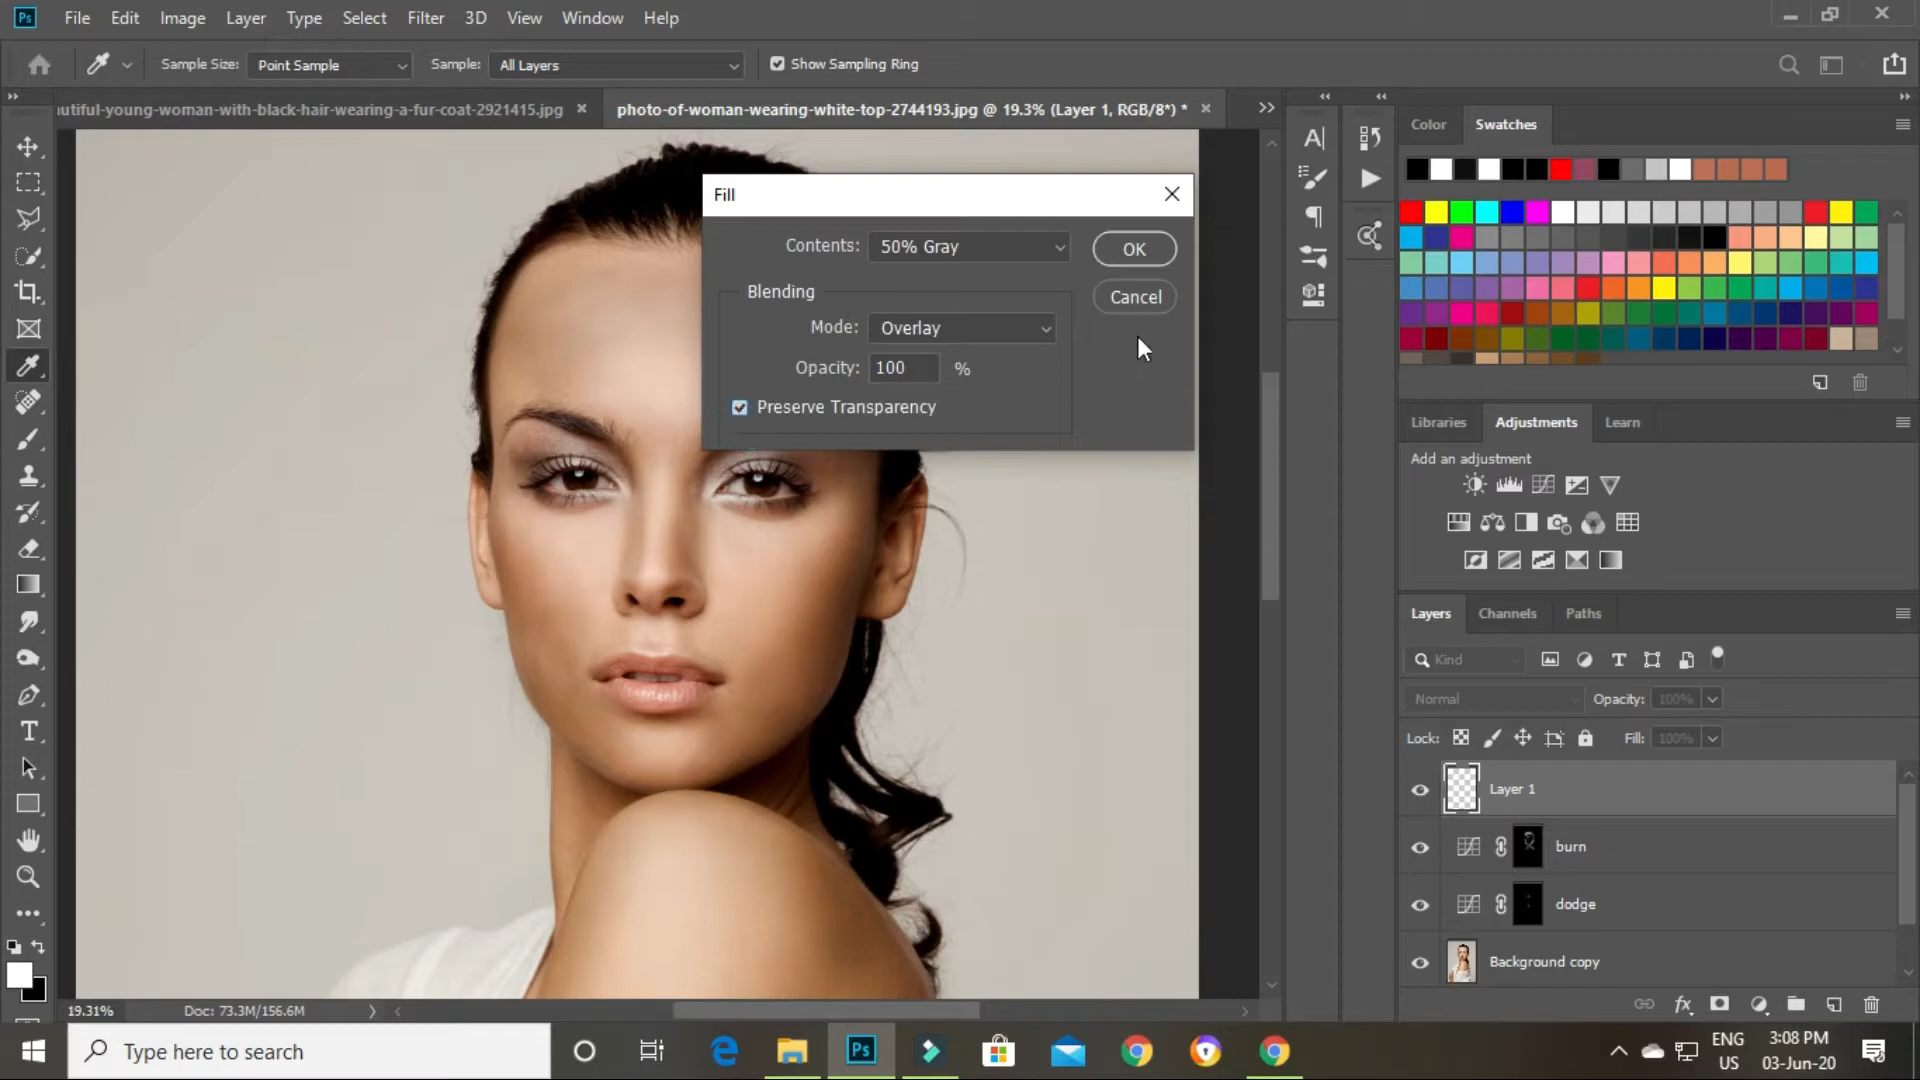 Ps File Edit Image Layer Type Select Filter 3D View Window Help
Sample Size: Point Sample Sample: All Layers Show Sampling Ring
utiful-young-woman-with-black-hair-wearing-a-fur-coat-2921415.jpg photo-of-woman-wearing-white-top-2744193.jpg @ 19.3% (Layer 1, RGB/8*) *
Color Swatches
Fill
Contents: 50% Gray OK
Blending Cancel
Mode: Overlay
Opacity: 100 %
Preserve Transparency
Libraries Adjustments Learn
Add an adjustment
Layers Channels Paths
Kind
Normal Opacity: 100%
Lock: Fill: 100%
Layer 1
burn
dodge
Background copy
19.31% Doc: 73.3M/156.6M
Type here to search
Ps
ENG 3:08 PM
US 03-Jun-20